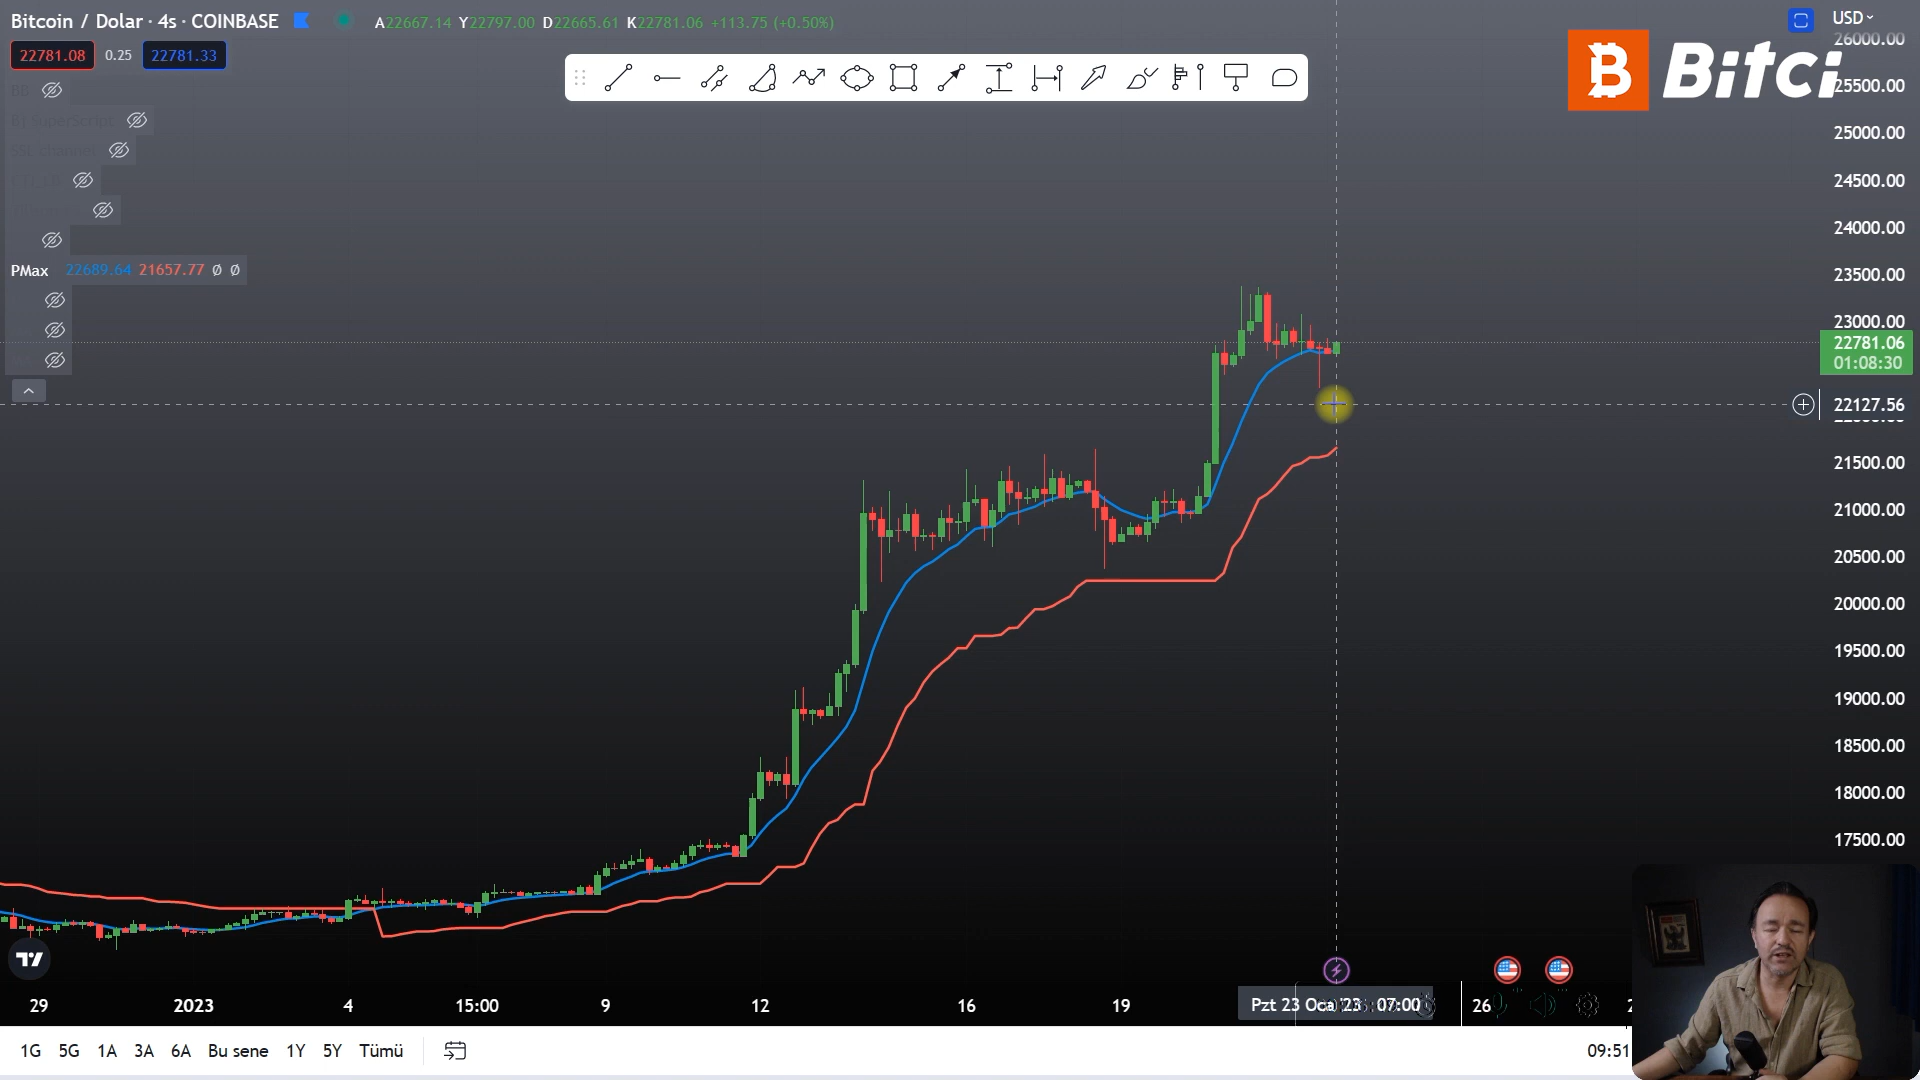 Bitcoin / Dolar · 4s · COINBASE A22667.14 Y22797.00 D22665.61 K22781.06 +113.75 (+0.50%)
USD
22781.08 0.25 22781.33
Bitci
PMax 22689.64 21657.77 Ø Ø
26000.00
25500.00
25000.00
24500.00
24000.00
23500.00
23000.00
22781.06
01:08:30
22127.56
21500.00
21000.00
20500.00
20000.00
19500.00
19000.00
18500.00
18000.00
17500.00
29 2023 4 15:00 9 12 16 19 Pzt 23 Oca '23 07:00 26
1G 5G 1A 3A 6A Bu sene 1Y 5Y Tümü
09:51